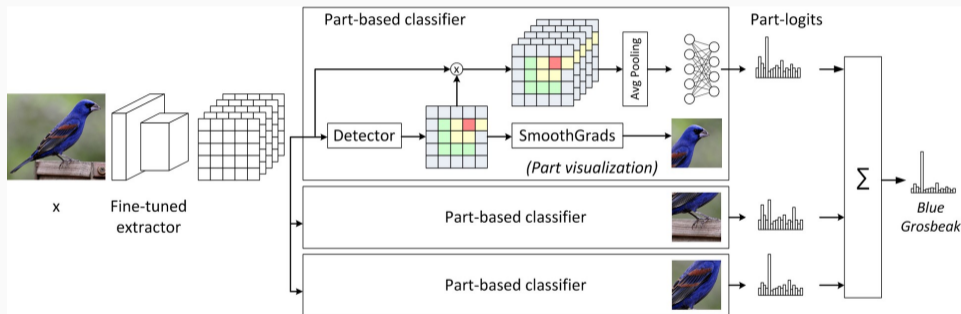 Part-based classifier
Part-logits
x
Avg Pooling
Detector
SmoothGrads
(Part visualization)
x
Fine-tuned
extractor
Part-based classifier
Part-based classifier
Σ
Blue
Grosbeak